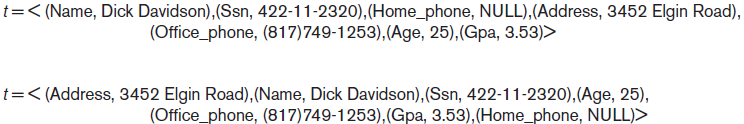 t = < (Name, Dick Davidson),(Ssn, 422-11-2320),(Home_phone, NULL),(Address, 3452 Elgin Road),
(Office_phone, (817)749-1253),(Age, 25),(Gpa, 3.53)>
t = < (Address, 3452 Elgin Road),(Name, Dick Davidson),(Ssn, 422-11-2320),(Age, 25),
(Office_phone, (817)749-1253),(Gpa, 3.53),(Home_phone, NULL)>